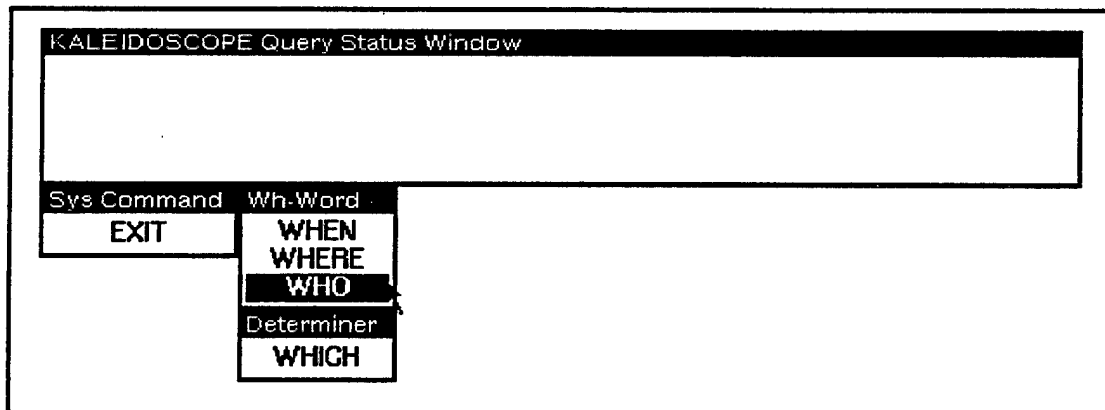 KALEIDOSCOPE Query Status Window
Sys Command
EXIT
Wh-Word
WHEN
WHERE
WHO
Determiner
WHICH